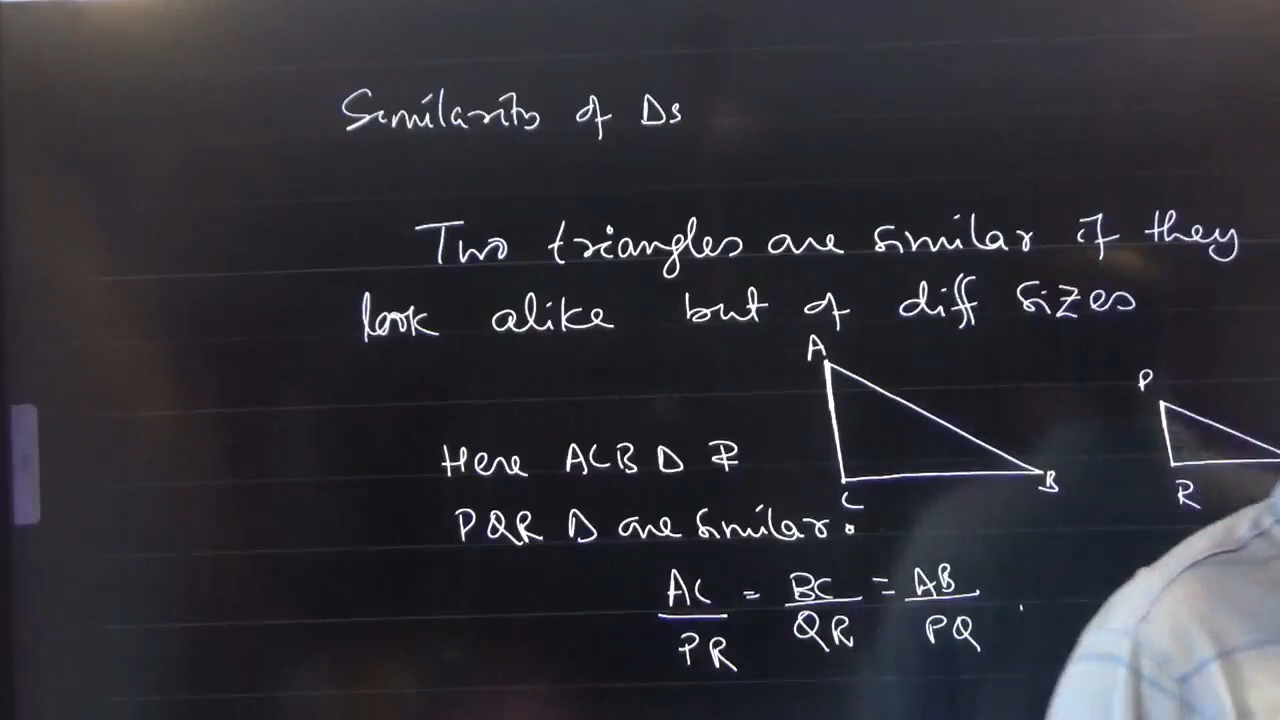 Similarity of Δs
Two triangles are similar if they
look alike but of diff sizes
A
P
Here ACB Δ &
B
C
R
PQR Δ are similar.
AC/PR = BC/QR = AB/PQ